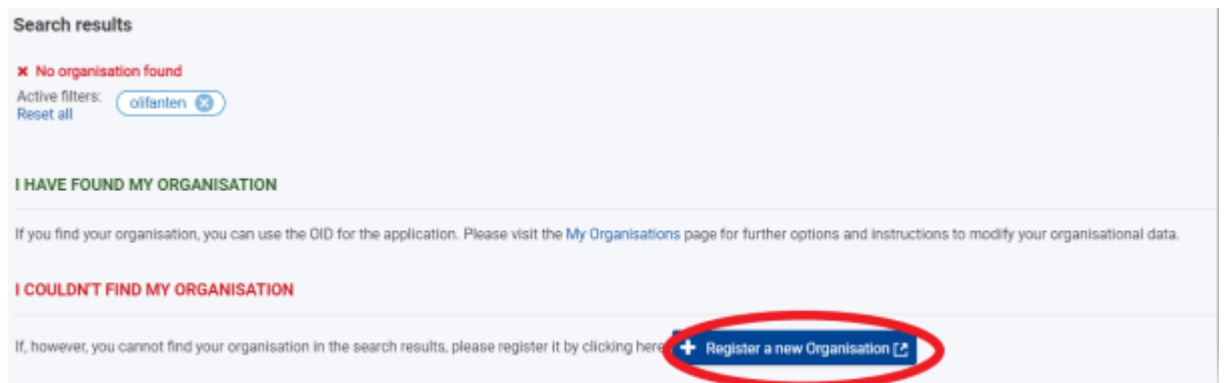 Search results
✖ No organisation found
Active filters:
olifanten
Reset all
I HAVE FOUND MY ORGANISATION
If you find your organisation, you can use the OID for the application. Please visit the My Organisations page for further options and instructions to modify your organisational data.
I COULDN'T FIND MY ORGANISATION
If, however, you cannot find your organisation in the search results, please register it by clicking here
+ Register a new Organisation